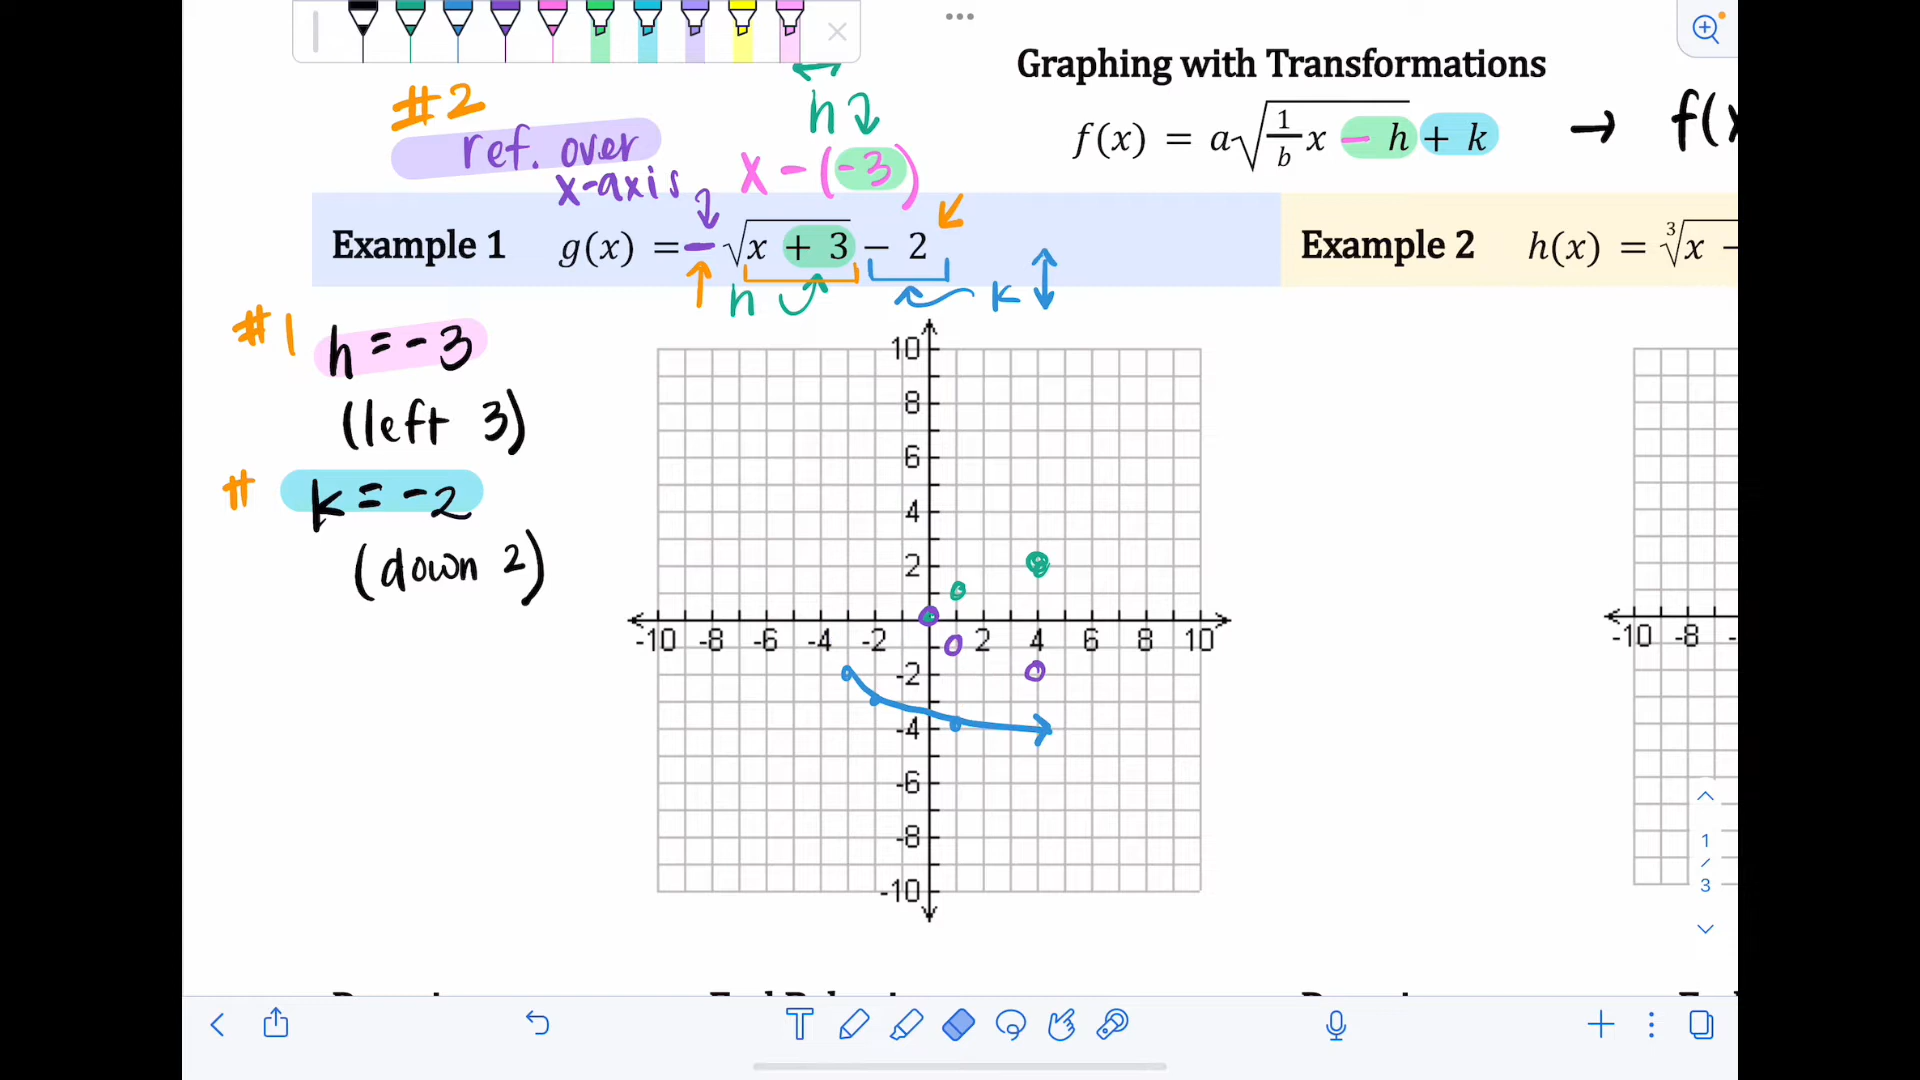 Graphing with Transformations
#2
h
f(x) = a√(1/b x − h) + k → f(x
ref. over
x-axis
x - (-3)
Example 1 g(x) = − √(x + 3) − 2
Example 2 h(x) = ∛x −
h
k
#1 h = -3
(left 3)
# k = -2
(down 2)
10
8
6
4
2
-10 -8 -6 -4 -2 2 4 6 8 10
-2
-4
-6
-8
-10
-10 -8
1
/
3